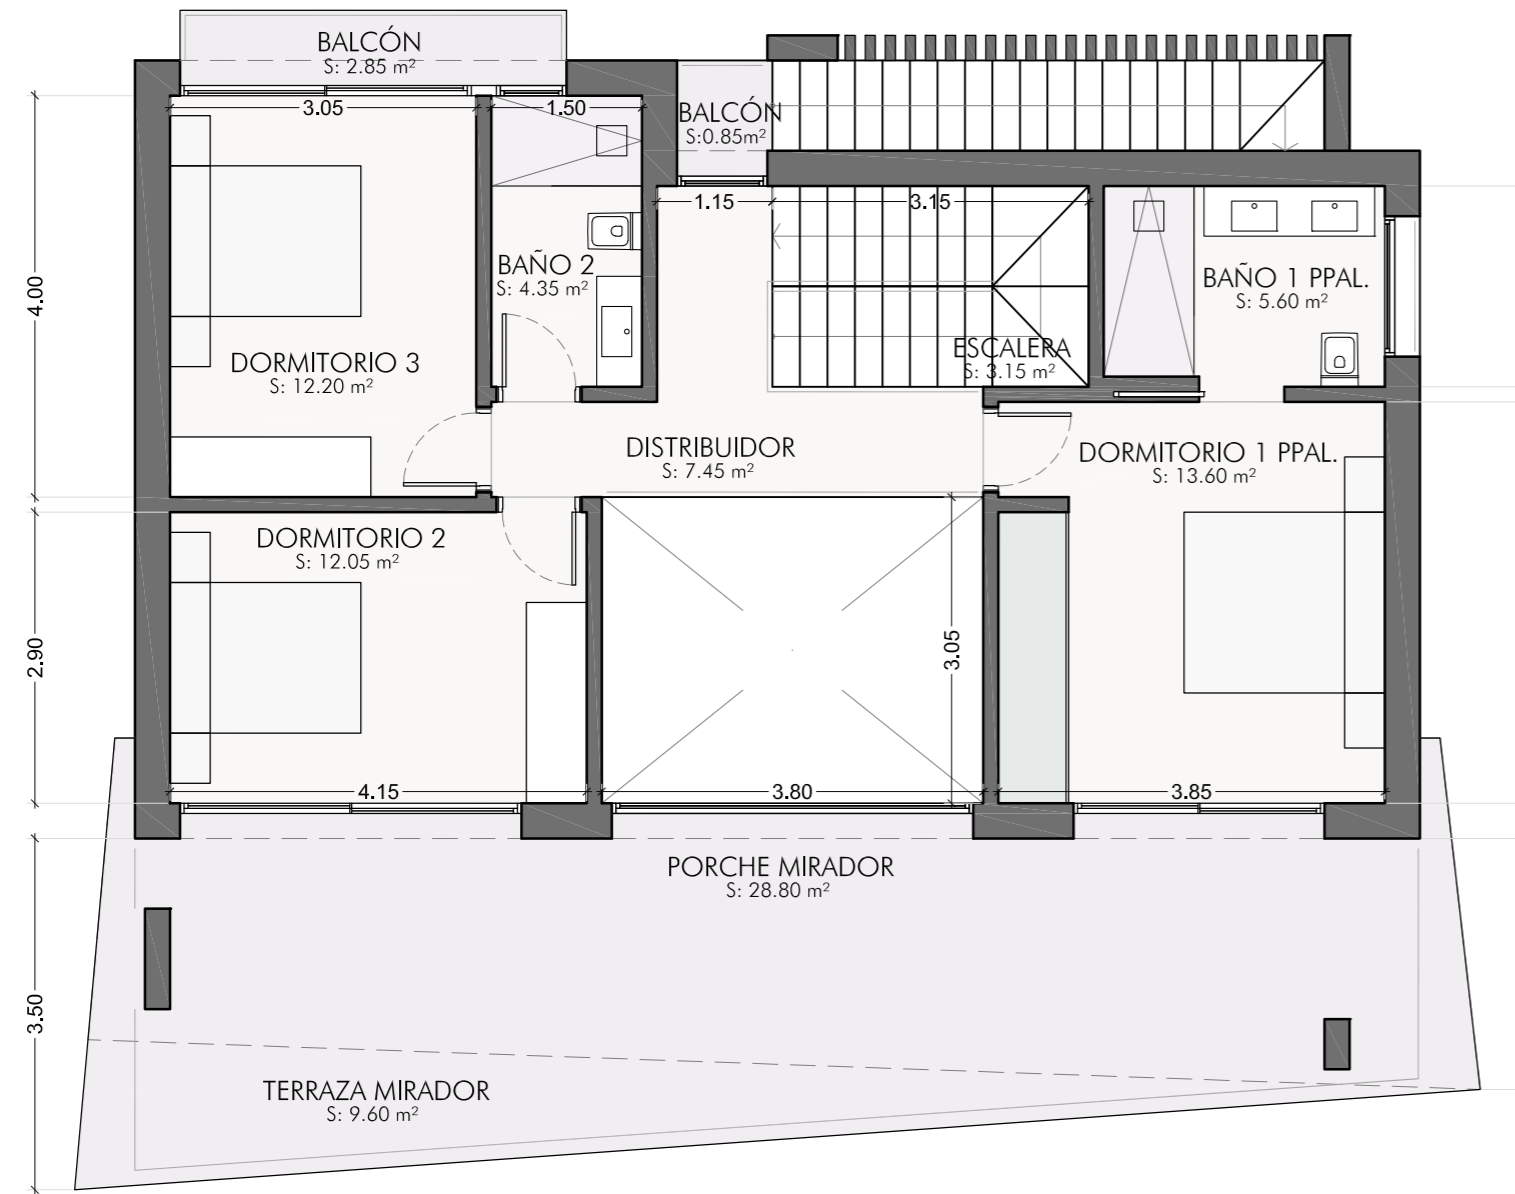 BALCÓN
S: 2.85 m²
3.05
1.50
BALCÓN
S:0.85m²
1.15
3.15
4.00
BAÑO 2
S: 4.35 m²
BAÑO 1 PPAL.
S: 5.60 m²
DORMITORIO 3
S: 12.20 m²
ESCALERA
S: 3.15 m²
DISTRIBUIDOR
S: 7.45 m²
DORMITORIO 1 PPAL.
S: 13.60 m²
DORMITORIO 2
S: 12.05 m²
2.90
3.05
4.15
3.80
3.85
PORCHE MIRADOR
S: 28.80 m²
3.50
TERRAZA MIRADOR
S: 9.60 m²